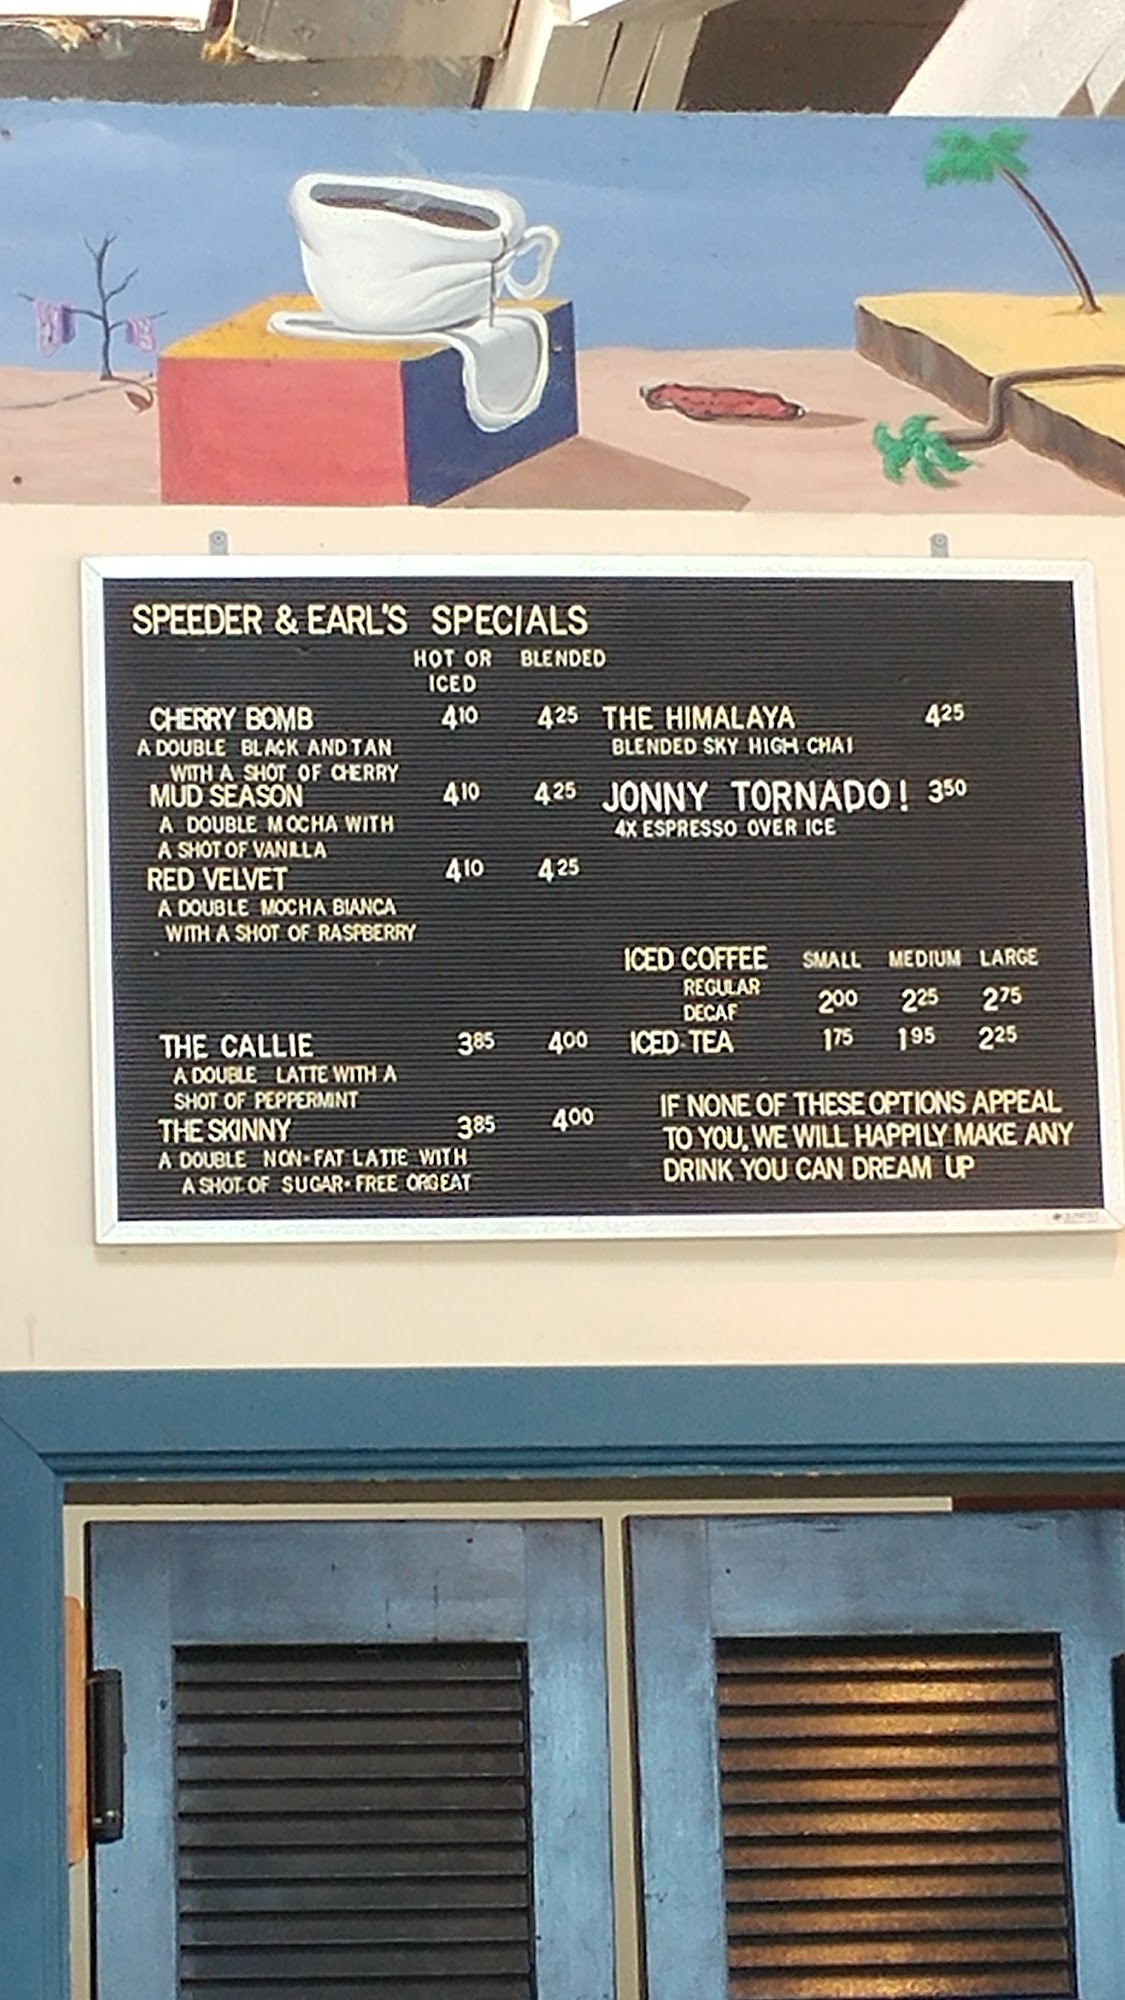 SPEEDER & EARL'S SPECIALS
HOT OR BLENDED
ICED
CHERRY BOMB 410 425
A DOUBLE BLACK AND TAN
WITH A SHOT OF CHERRY
MUD SEASON 410 425
A DOUBLE MOCHA WITH
A SHOT OF VANILLA
RED VELVET 410 425
A DOUBLE MOCHA BIANCA
WITH A SHOT OF RASPBERRY
THE CALLIE 385 400
A DOUBLE LATTE WITH A
SHOT OF PEPPERMINT
THE SKINNY 385 400
A DOUBLE NON-FAT LATTE WITH
A SHOT OF SUGAR-FREE ORGEAT
THE HIMALAYA 425
BLENDED SKY HIGH CHAI
JONNY TORNADO! 350
4X ESPRESSO OVER ICE
ICED COFFEE SMALL MEDIUM LARGE
REGULAR
DECAF 200 225 275
ICED TEA 175 195 225
IF NONE OF THESE OPTIONS APPEAL
TO YOU, WE WILL HAPPILY MAKE ANY
DRINK YOU CAN DREAM UP